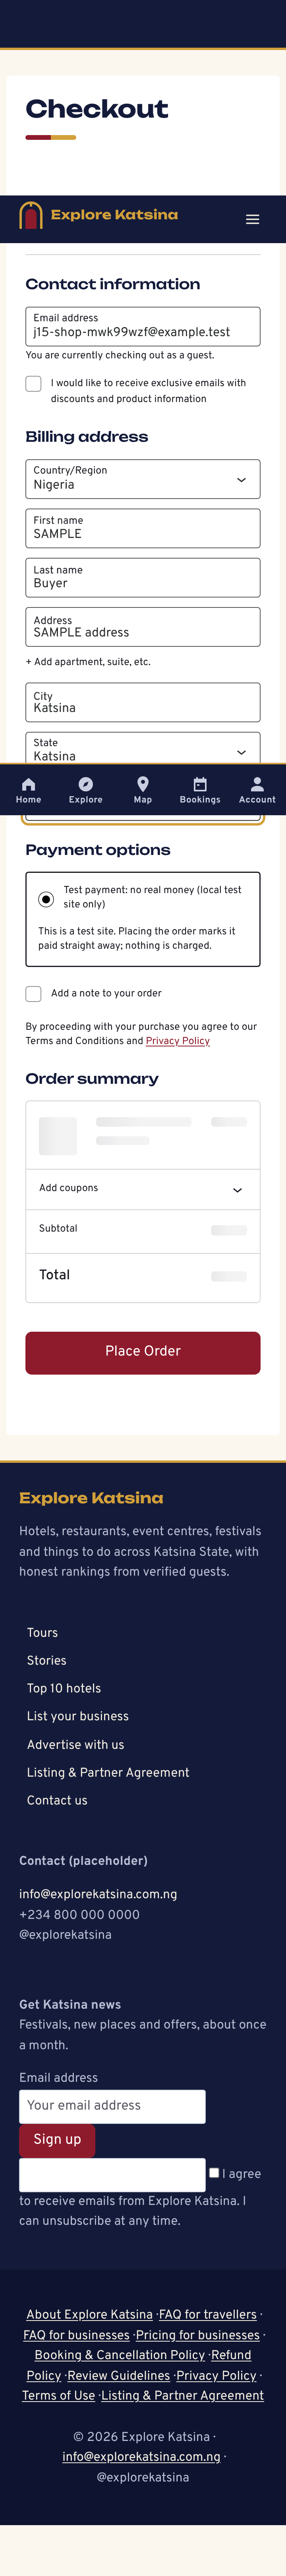 Checkout
Explore Katsina
Contact information
Email address
j15-shop-mwk99wzf@example.test
You are currently checking out as a guest.
I would like to receive exclusive emails with
discounts and product information
Billing address
Country/Region
Nigeria
First name
SAMPLE
Last name
Buyer
Address
SAMPLE address
+ Add apartment, suite, etc.
City
Katsina
State
Katsina
Home Explore Map Bookings Account
Payment options
Test payment: no real money (local test
site only)
This is a test site. Placing the order marks it
paid straight away; nothing is charged.
Add a note to your order
By proceeding with your purchase you agree to our
Terms and Conditions and Privacy Policy
Order summary
Add coupons
Subtotal
Total
Place Order
Explore Katsina
Hotels, restaurants, event centres, festivals
and things to do across Katsina State, with
honest rankings from verified guests.
Tours
Stories
Top 10 hotels
List your business
Advertise with us
Listing & Partner Agreement
Contact us
Contact (placeholder)
info@explorekatsina.com.ng
+234 800 000 0000
@explorekatsina
Get Katsina news
Festivals, new places and offers, about once
a month.
Email address
Your email address
Sign up
I agree
to receive emails from Explore Katsina. I
can unsubscribe at any time.
About Explore Katsina · FAQ for travellers ·
FAQ for businesses · Pricing for businesses ·
Booking & Cancellation Policy · Refund
Policy · Review Guidelines · Privacy Policy ·
Terms of Use · Listing & Partner Agreement
© 2026 Explore Katsina ·
info@explorekatsina.com.ng ·
@explorekatsina